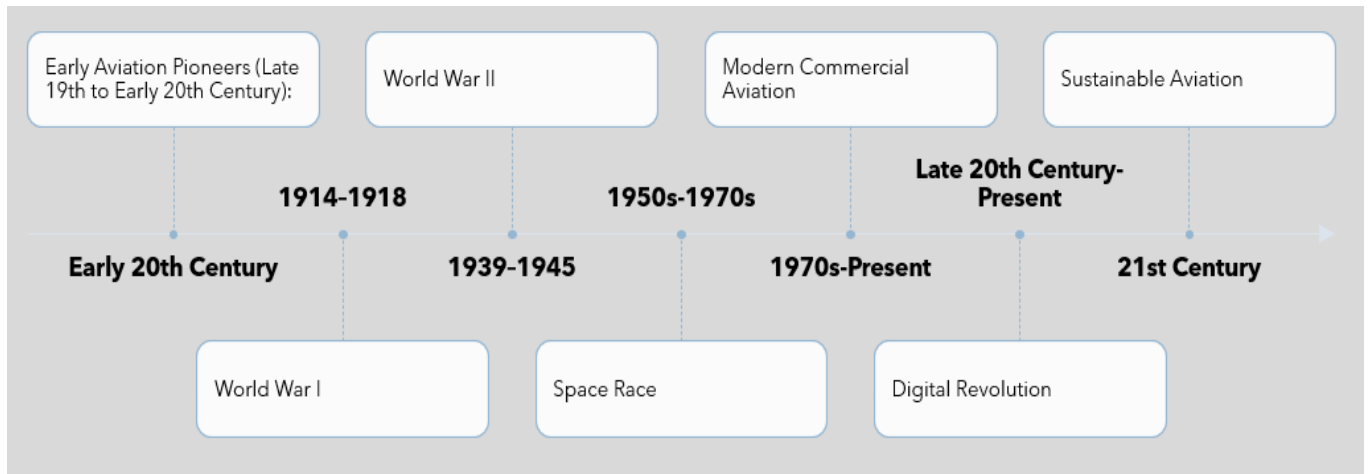 Early Aviation Pioneers (Late
19th to Early 20th Century):
World War II
Modern Commercial
Aviation
Sustainable Aviation
1914–1918
1950s-1970s
Late 20th Century-
Present
Early 20th Century
1939–1945
1970s-Present
21st Century
World War I
Space Race
Digital Revolution